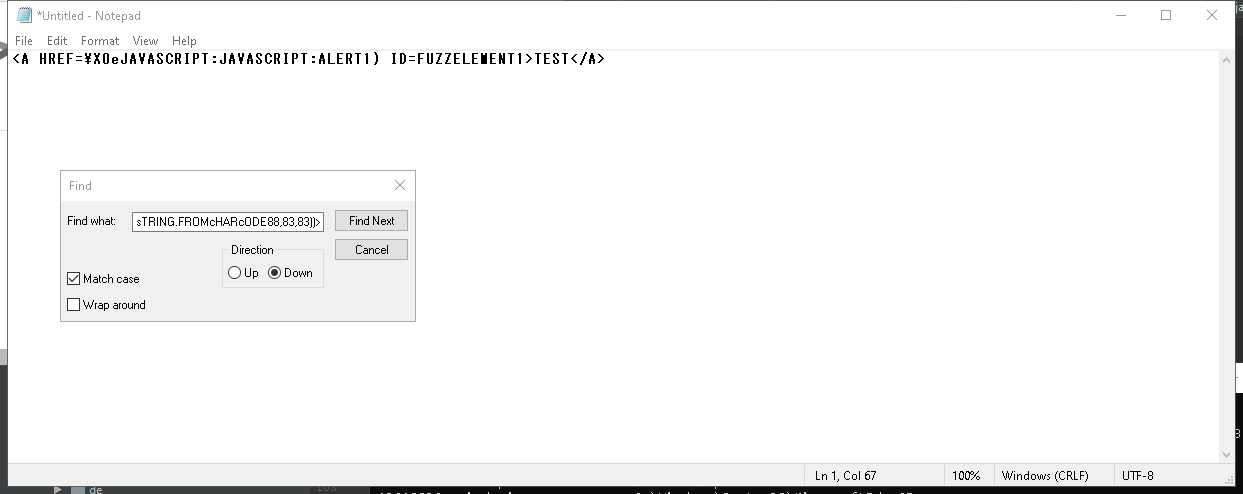 *Untitled - Notepad
File Edit Format View Help
<A HREF=¥X0eJAVASCRIPT:JAVASCRIPT:ALERT1) ID=FUZZELEMENT1>TEST</A>
Find
Find what: sTRING.FROMcHARcODE88,83,83))> Find Next
Direction Cancel
Up Down
Match case
Wrap around
Ln 1, Col 67 100% Windows (CRLF) UTF-8
de